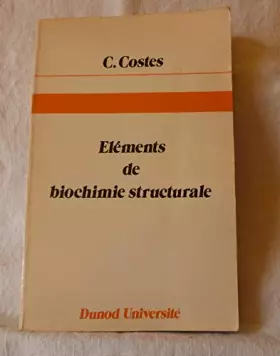 C. Costes
Eléments
de
biochimie structurale
Dunod Université